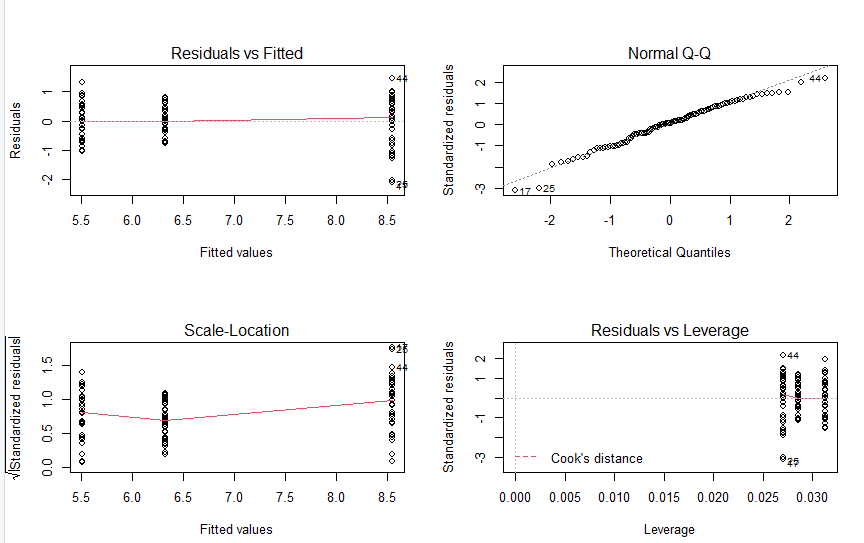 Residuals vs Fitted
Residuals
1
0
-1
-2
44
25
5.5 6.0 6.5 7.0 7.5 8.0 8.5
Fitted values
Normal Q-Q
Standardized residuals
2
1
0
-1
-3
44
17
25
-2 -1 0 1 2
Theoretical Quantiles
Scale-Location
√|Standardized residuals|
1.5
1.0
0.5
0.0
25
44
5.5 6.0 6.5 7.0 7.5 8.0 8.5
Fitted values
Residuals vs Leverage
Standardized residuals
2
1
-1
-3
44
25
17
Cook's distance
0.000 0.005 0.010 0.015 0.020 0.025 0.030
Leverage